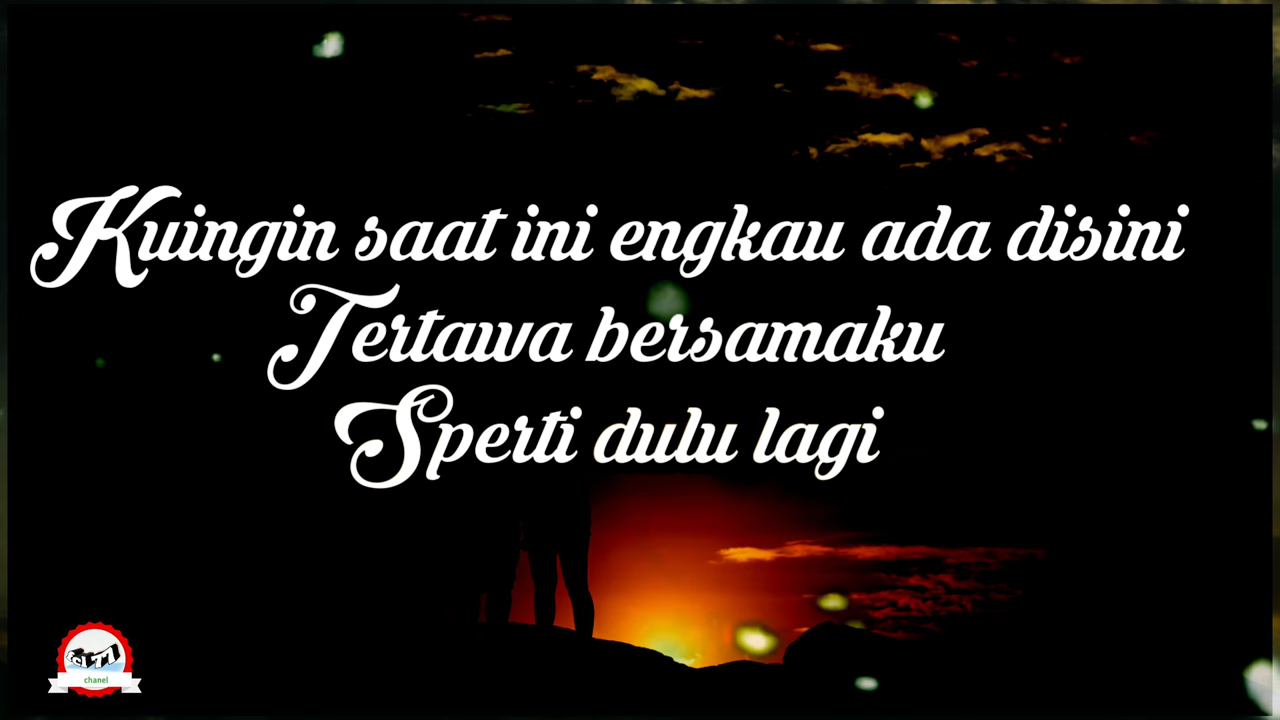 Kuingin saat ini engkau ada disini
Tertawa bersamaku
Sperti dulu lagi
chanel